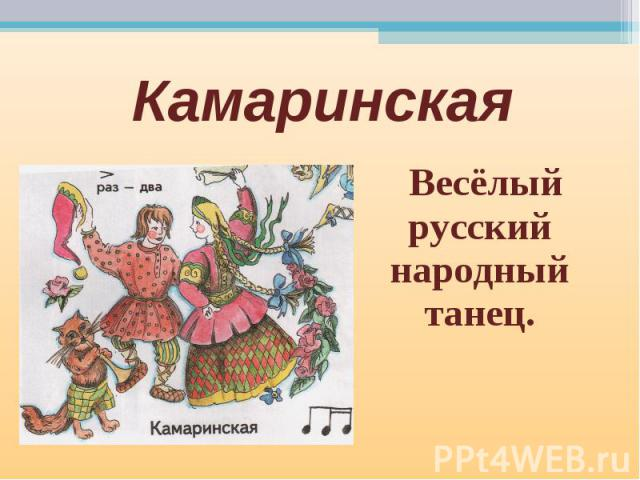 Камаринская
>
раз – два
Камаринская
Весёлый
русский
народный
танец.
PPt4WEB.ru